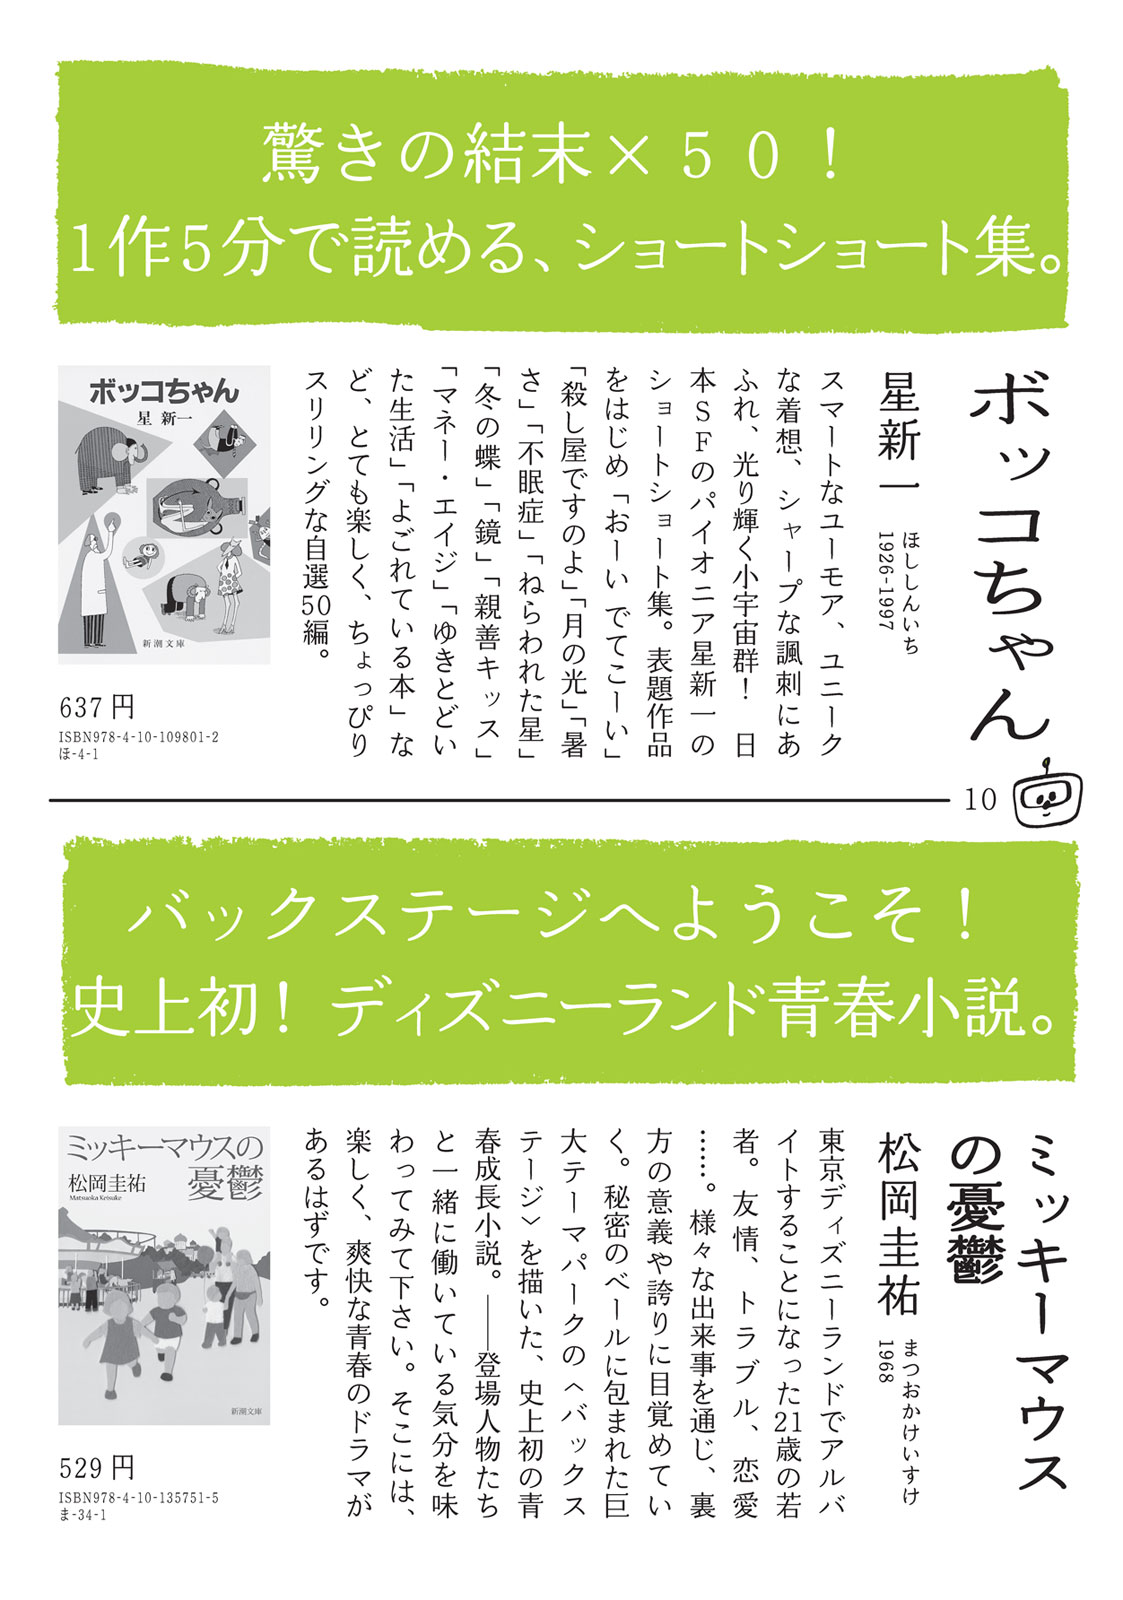 驚きの結末×50！
1作5分で読める、ショートショート集。
ボッコちゃん
星新一
ほししんいち
1926-1997
スマートなユーモア、ユニーク
な着想、シャープな諷刺にあ
ふれ、光り輝く小宇宙群！　日
本SFのパイオニア星新一の
ショートショート集。表題作品
をはじめ「おーい でてこーい」
「殺し屋ですのよ」「月の光」「暑
さ」「不眠症」「ねらわれた星」
「冬の蝶」「鏡」「親善キッス」
「マネー・エイジ」「ゆきとどい
た生活」「よごれている本」な
ど、とても楽しく、ちょっぴり
スリリングな自選50編。
ボッコちゃん
星 新一
新潮文庫
637円
ISBN978-4-10-109801-2
ほ-4-1
10
バックステージへようこそ！
史上初！ ディズニーランド青春小説。
ミッキーマウス
の憂鬱
松岡圭祐
まつおかけいすけ
1968
東京ディズニーランドでアルバ
イトすることになった21歳の若
者。友情、トラブル、恋愛
……。様々な出来事を通じ、裏
方の意義や誇りに目覚めてい
く。秘密のベールに包まれた巨
大テーマパークの〈バックス
テージ〉を描いた、史上初の青
春成長小説。――登場人物たち
と一緒に働いている気分を味
わってみて下さい。そこには、
楽しく、爽快な青春のドラマが
あるはずです。
ミッキーマウスの
憂鬱
松岡圭祐
Matsuoka Keisuke
新潮文庫
529円
ISBN978-4-10-135751-5
ま-34-1